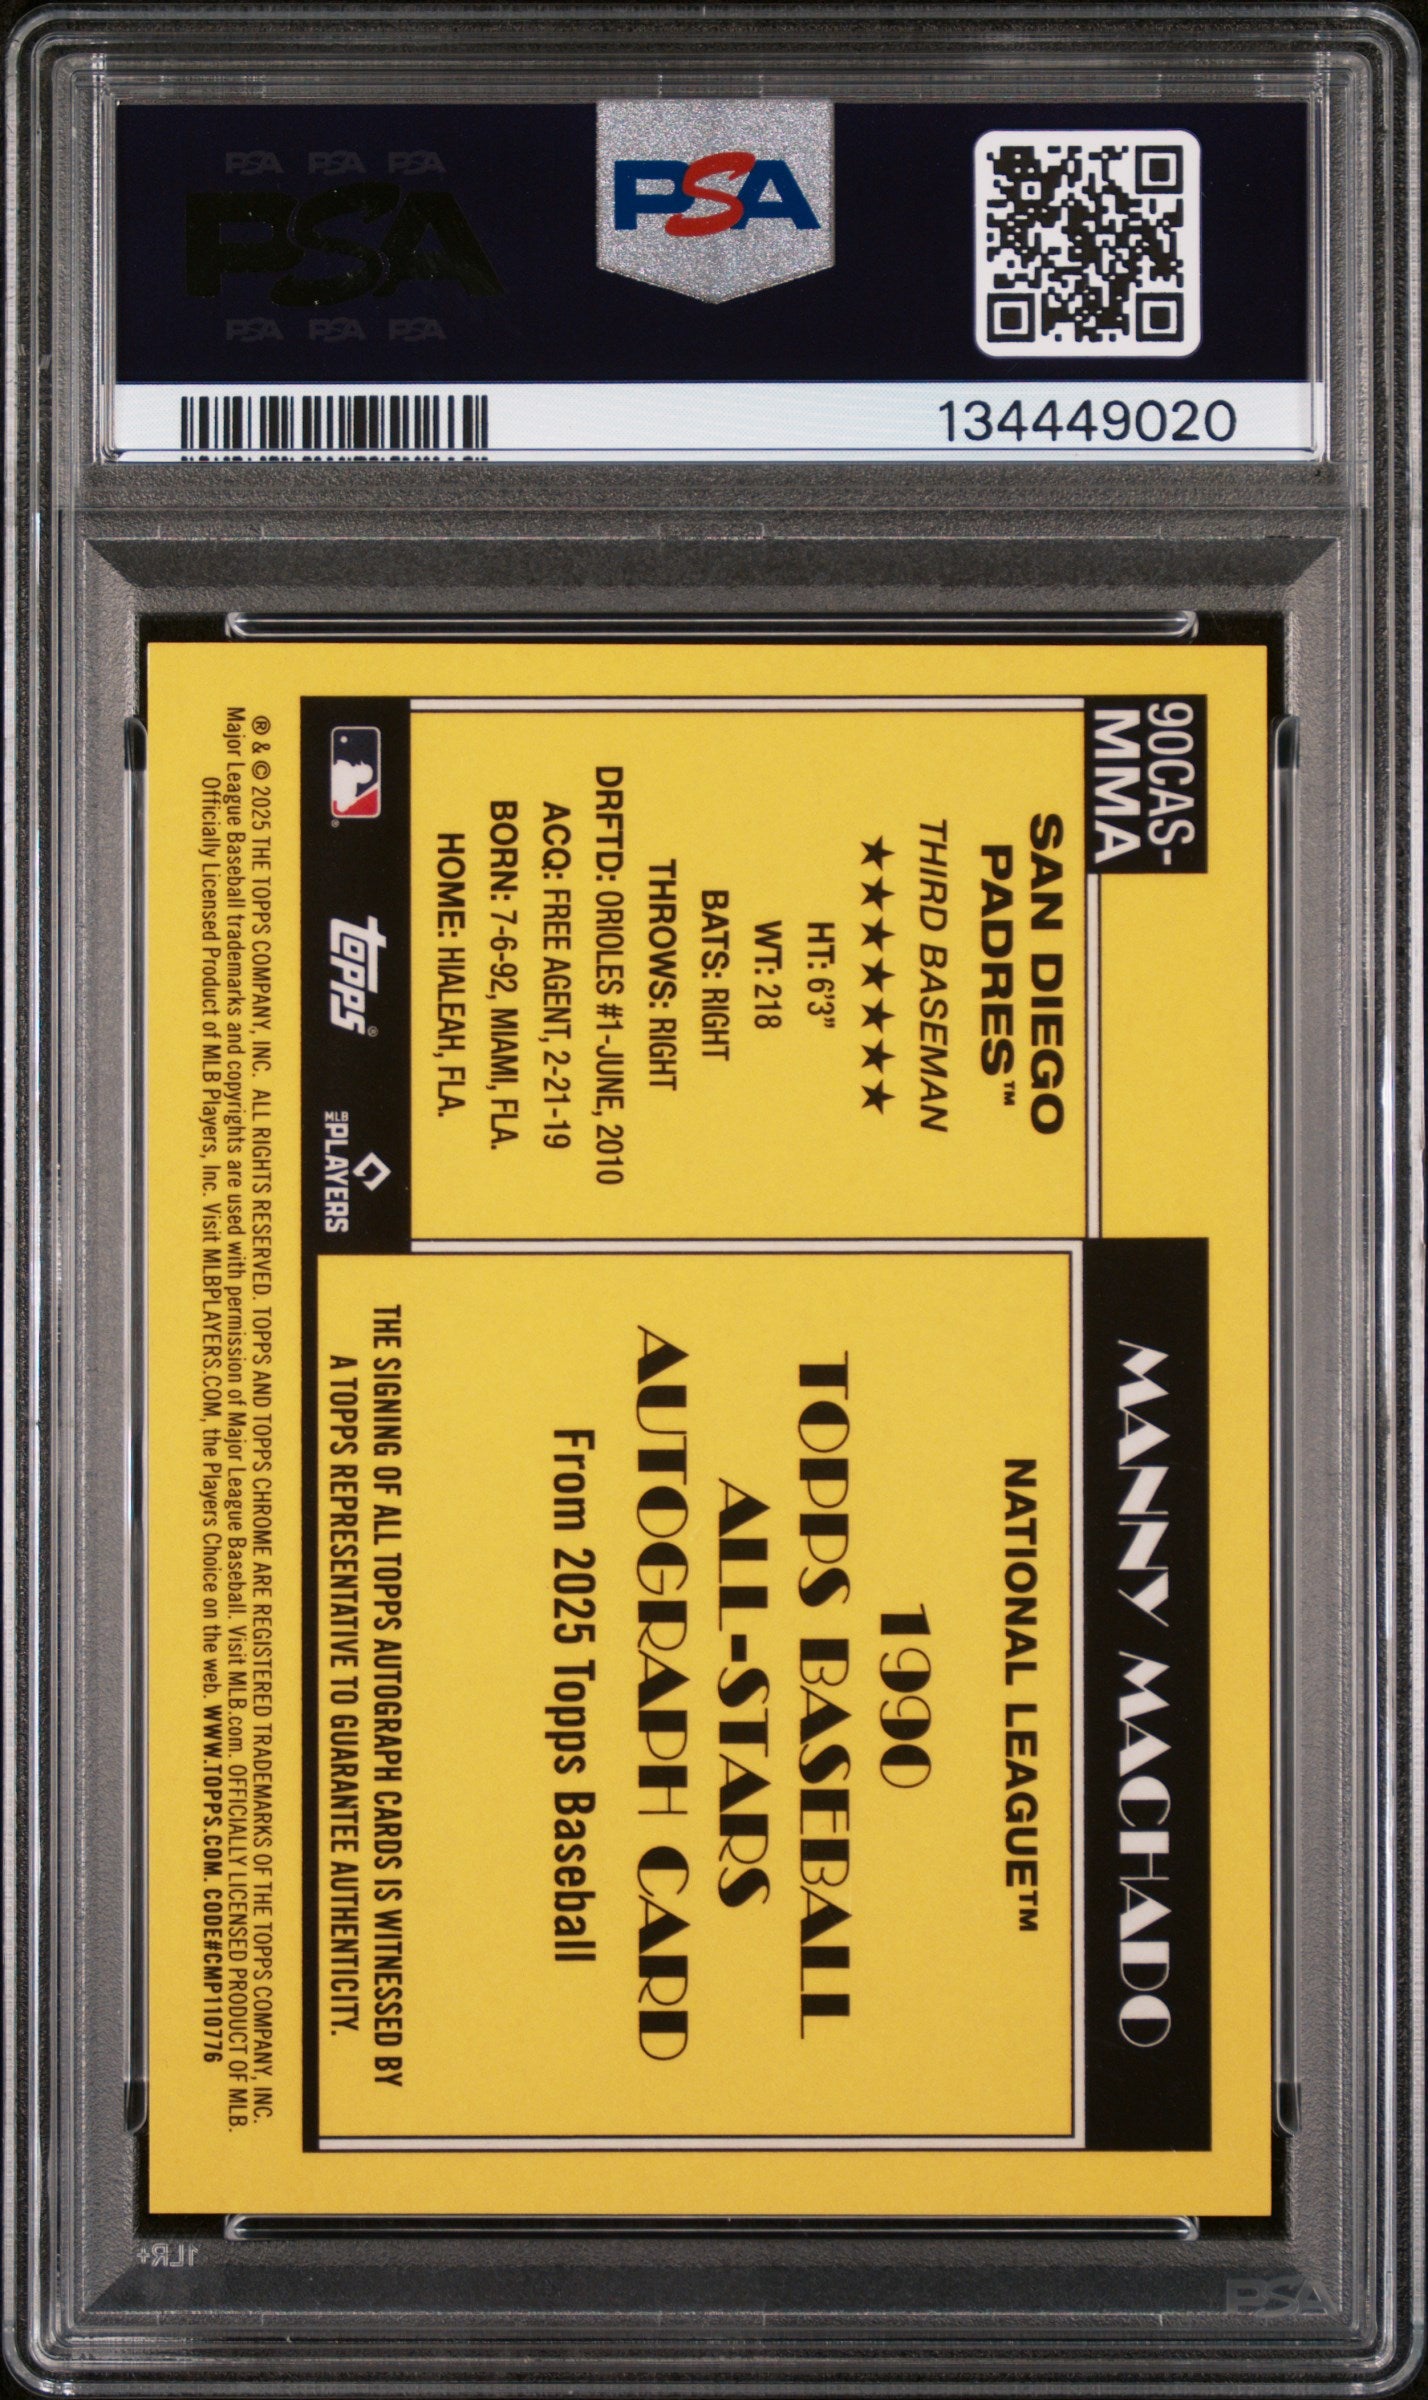 PSA PSA PSA
PSA
PSA PSA PSA
PSA
134449020
90CAS-
MMA
SAN DIEGO
PADRES™
THIRD BASEMAN
★★★★★★★
HT: 6'3"
WT: 218
BATS: RIGHT
THROWS: RIGHT
DRFTD: ORIOLES #1-JUNE, 2010
ACQ: FREE AGENT, 2-21-19
BORN: 7-6-92, MIAMI, FLA.
HOME: HIALEAH, FLA.
®
Topps®
MLB PLAYERS
MANNY MACHADO
NATIONAL LEAGUE™
1990
TOPPS BASEBALL
ALL-STARS
AUTOGRAPH CARD
From 2025 Topps Baseball
THE SIGNING OF ALL TOPPS AUTOGRAPH CARDS IS WITNESSED BY
A TOPPS REPRESENTATIVE TO GUARANTEE AUTHENTICITY.
® & © 2025 THE TOPPS COMPANY, INC. ALL RIGHTS RESERVED. TOPPS AND TOPPS CHROME ARE REGISTERED TRADEMARKS OF THE TOPPS COMPANY, INC.
Major League Baseball trademarks and copyrights are used with permission of Major League Baseball. Visit MLB.com. OFFICIALLY LICENSED PRODUCT OF MLB.
Officially Licensed Product of MLB Players, Inc. Visit MLBPLAYERS.COM, the Players Choice on the web. WWW.TOPPS.COM. CODE#CMP110776
1LR+
PSA